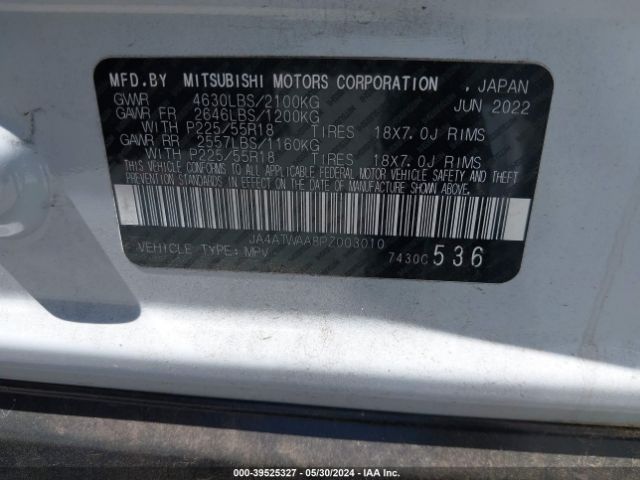 MFD.BY MITSUBISHI MOTORS CORPORATION , JAPAN
GVWR 4630LBS/2100KG JUN 2022
GAWR FR 2646LBS/1200KG
WITH P225/55R18 TIRES 18X7.0J RIMS
GAWR RR 2557LBS/1160KG
WITH P225/55R18 TIRES 18X7.0J RIMS
THIS VEHICLE CONFORMS TO ALL APPLICABLE FEDERAL MOTOR VEHICLE SAFETY AND THEFT
PREVENTION STANDARDS IN EFFECT ON THE DATE OF MANUFACTURE SHOWN ABOVE.
JA4ATWAA8PZ003010
VEHICLE TYPE: MPV 7430C 536
000-39525327 - 05/30/2024 - IAA Inc.